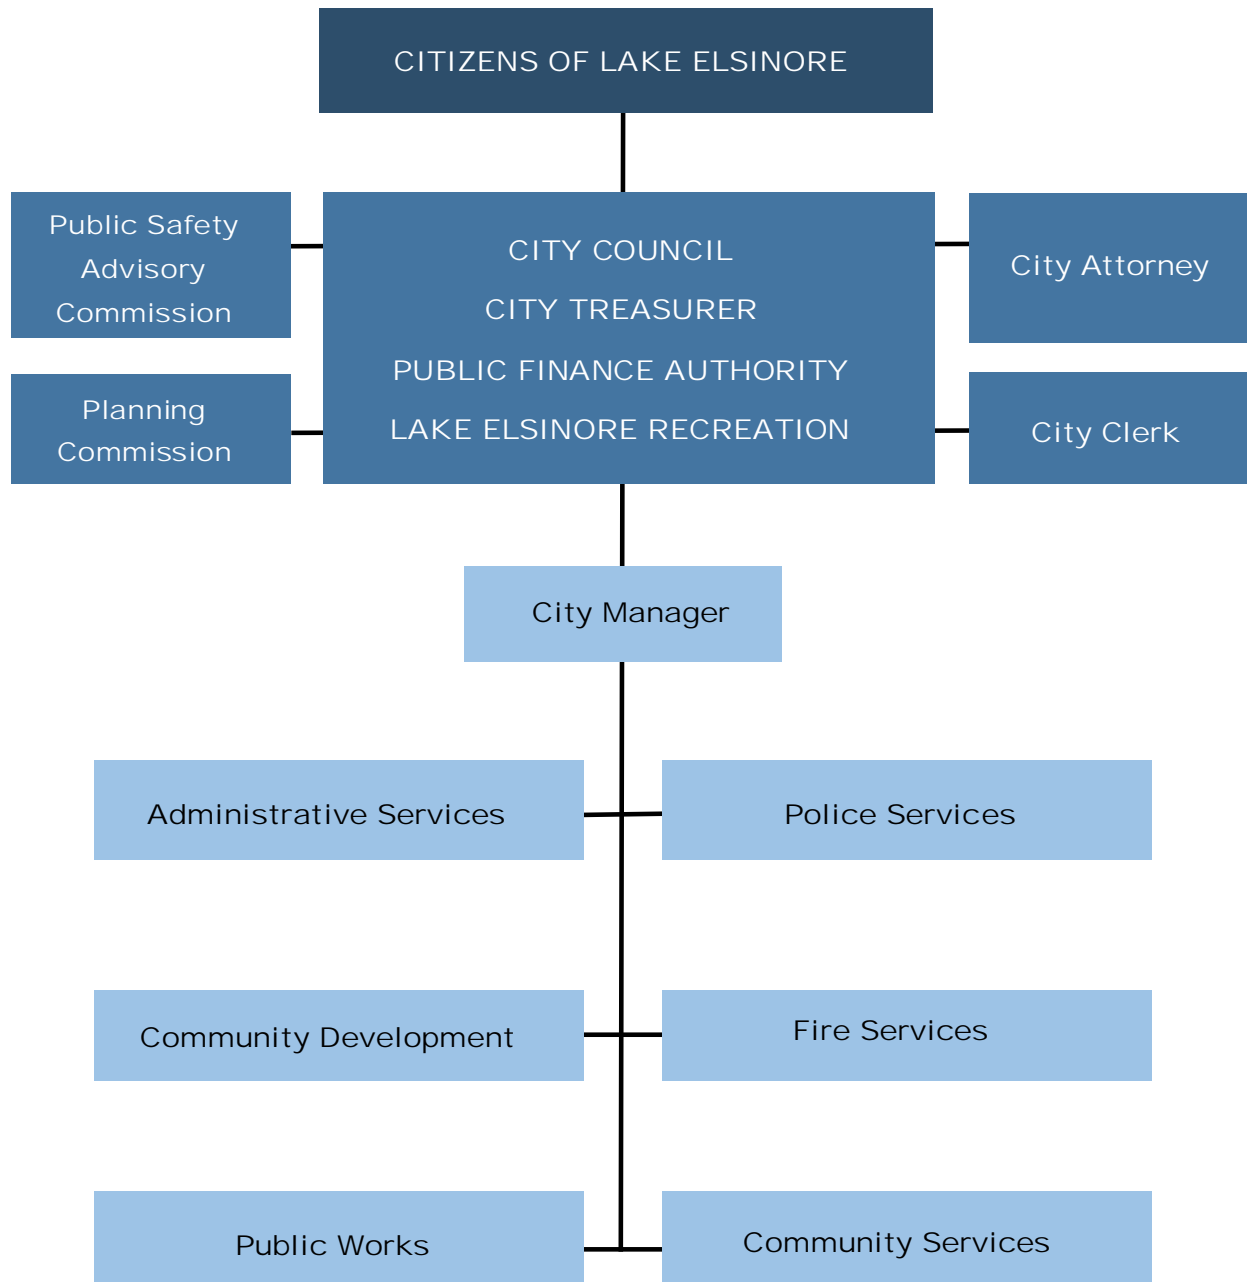 CITIZENS OF LAKE ELSINORE
Public Safety
Advisory
Commission
Planning
Commission
CITY COUNCIL
CITY TREASURER
PUBLIC FINANCE AUTHORITY
LAKE ELSINORE RECREATION
City Attorney
City Clerk
City Manager
Administrative Services
Police Services
Community Development
Fire Services
Public Works
Community Services